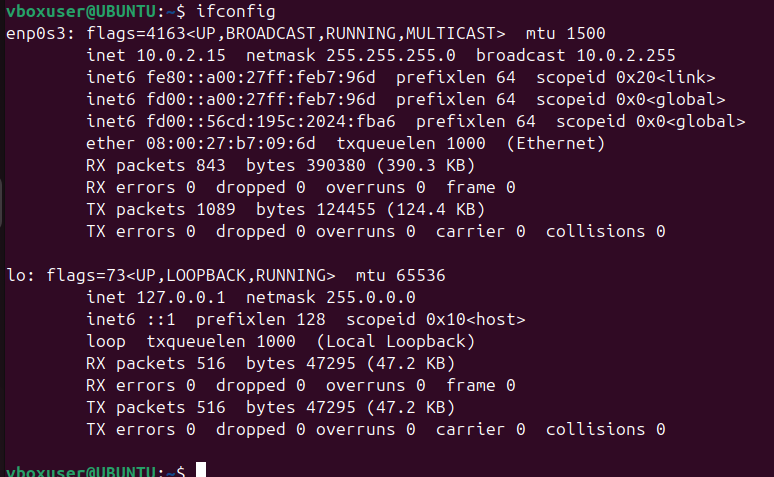 vboxuser@UBUNTU:~$ ifconfig
enp0s3: flags=4163<UP,BROADCAST,RUNNING,MULTICAST>  mtu 1500
        inet 10.0.2.15  netmask 255.255.255.0  broadcast 10.0.2.255
        inet6 fe80::a00:27ff:feb7:96d  prefixlen 64  scopeid 0x20<link>
        inet6 fd00::a00:27ff:feb7:96d  prefixlen 64  scopeid 0x0<global>
        inet6 fd00::56cd:195c:2024:fba6  prefixlen 64  scopeid 0x0<global>
        ether 08:00:27:b7:09:6d  txqueuelen 1000  (Ethernet)
        RX packets 843  bytes 390380 (390.3 KB)
        RX errors 0  dropped 0  overruns 0  frame 0
        TX packets 1089  bytes 124455 (124.4 KB)
        TX errors 0  dropped 0 overruns 0  carrier 0  collisions 0

lo: flags=73<UP,LOOPBACK,RUNNING>  mtu 65536
        inet 127.0.0.1  netmask 255.0.0.0
        inet6 ::1  prefixlen 128  scopeid 0x10<host>
        loop  txqueuelen 1000  (Local Loopback)
        RX packets 516  bytes 47295 (47.2 KB)
        RX errors 0  dropped 0  overruns 0  frame 0
        TX packets 516  bytes 47295 (47.2 KB)
        TX errors 0  dropped 0 overruns 0  carrier 0  collisions 0

vboxuser@UBUNTU:~$